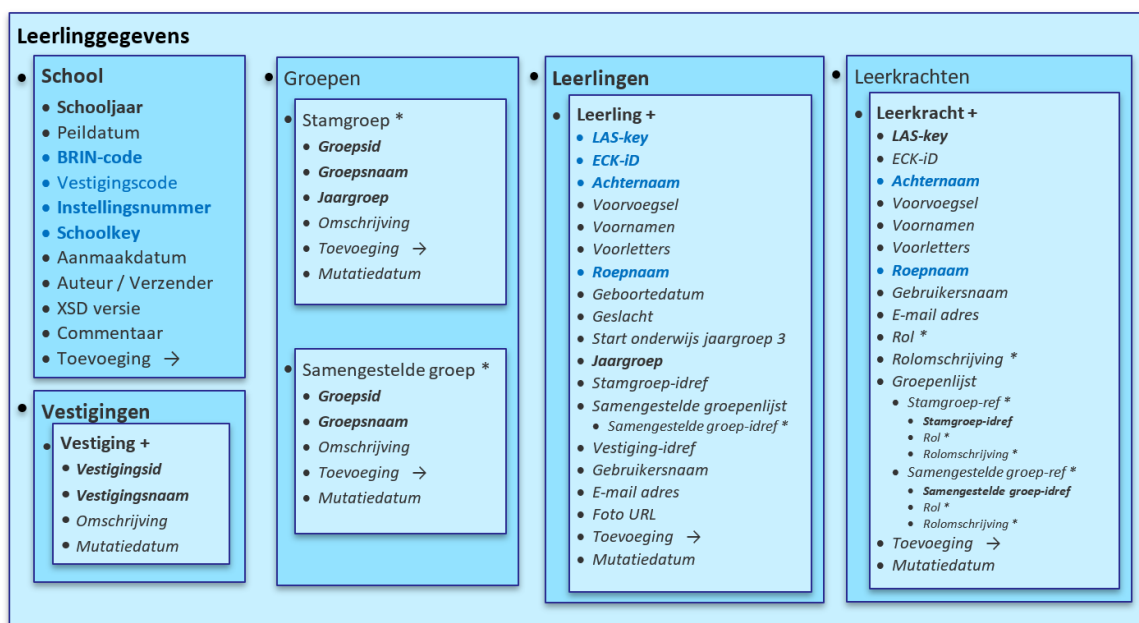 Leerlinggegevens
School
Schooljaar
Peildatum
BRIN-code
Vestigingscode
Instellingsnummer
Schoolkey
Aanmaakdatum
Auteur / Verzender
XSD versie
Commentaar
Toevoeging →
Vestigingen
Vestiging +
Vestigingsid
Vestigingsnaam
Omschrijving
Mutatiedatum
Groepen
Stamgroep *
Groepsid
Groepsnaam
Jaargroep
Omschrijving
Toevoeging →
Mutatiedatum
Samengestelde groep *
Groepsid
Groepsnaam
Omschrijving
Toevoeging →
Mutatiedatum
Leerlingen
Leerling +
LAS-key
ECK-iD
Achternaam
Voorvoegsel
Voornamen
Voorletters
Roepnaam
Geboortedatum
Geslacht
Start onderwijs jaargroep 3
Jaargroep
Stamgroep-idref
Samengestelde groepenlijst
Samengestelde groep-idref *
Vestiging-idref
Gebruikersnaam
E-mail adres
Foto URL
Toevoeging →
Mutatiedatum
Leerkrachten
Leerkracht +
LAS-key
ECK-iD
Achternaam
Voorvoegsel
Voornamen
Voorletters
Roepnaam
Gebruikersnaam
E-mail adres
Rol *
Rolomschrijving *
Groepenlijst
Stamgroep-ref *
Stamgroep-idref
Rol *
Rolomschrijving *
Samengestelde groep-ref *
Samengestelde groep-idref
Rol *
Rolomschrijving *
Toevoeging →
Mutatiedatum